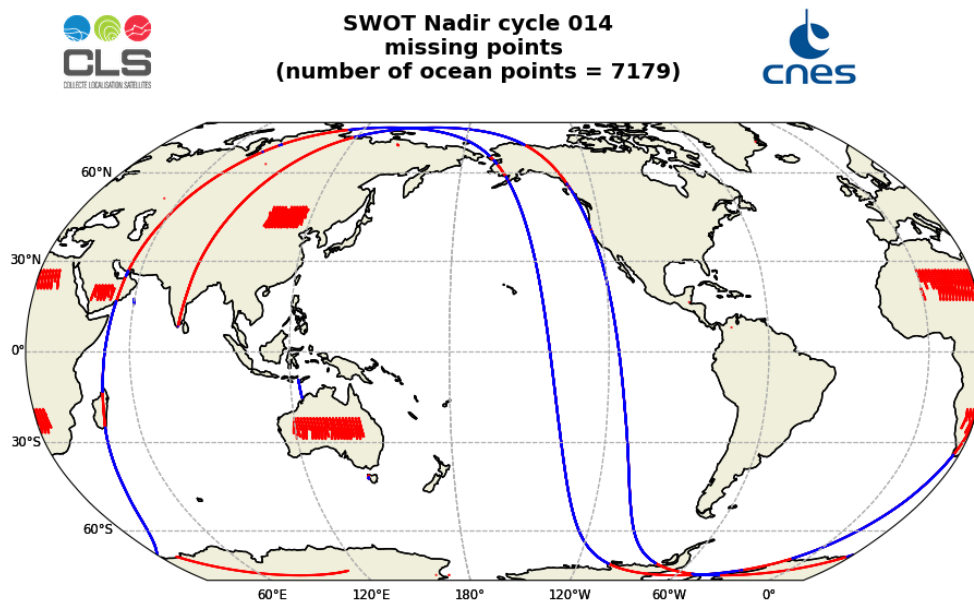 SWOT Nadir cycle 014
missing points
(number of ocean points = 7179)
CLS
COLLECTE LOCALISATION SATELLITES
cnes
60°N
30°N
0°
30°S
60°S
60°E 120°E 180° 120°W 60°W 0°